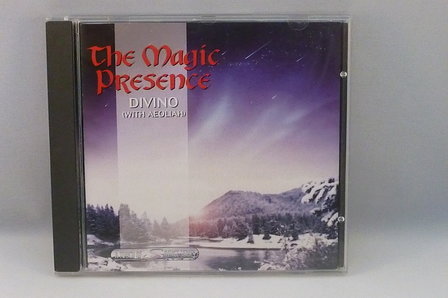 The Magic
Presence
DIVINO
(WITH AEOLIAH)